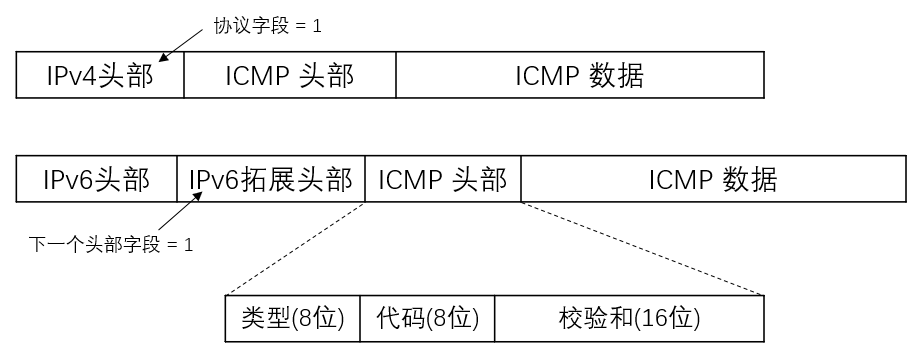 协议字段 = 1
IPv4头部 ICMP 头部 ICMP 数据
IPv6头部 IPv6拓展头部 ICMP 头部 ICMP 数据
下一个头部字段 = 1
类型(8位) 代码(8位) 校验和(16位)